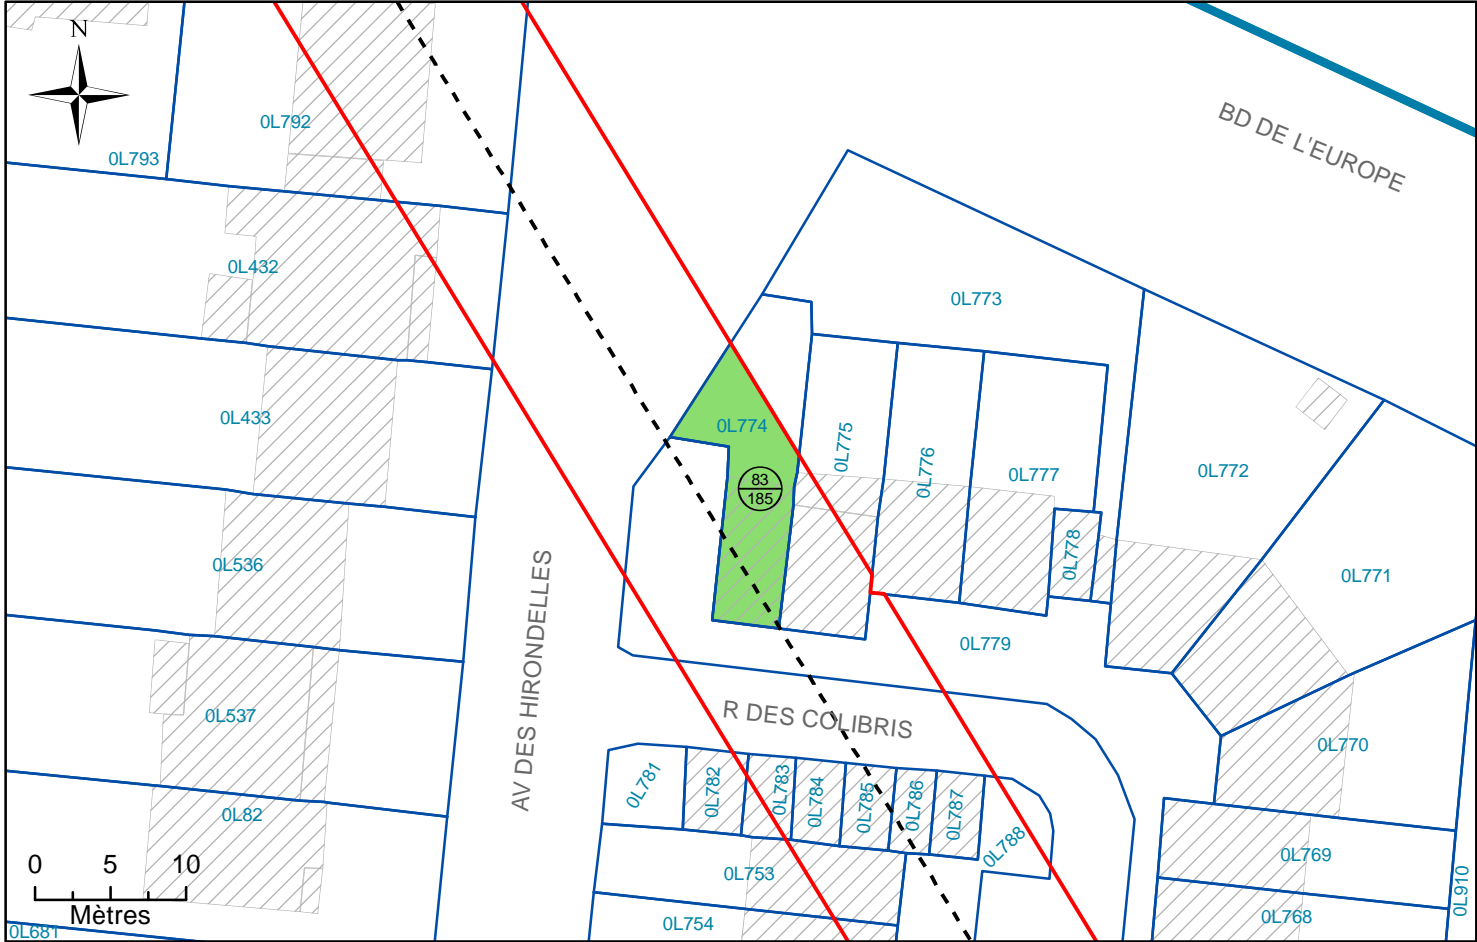 N
0L792
0L793
BD DE L'EUROPE
0L432
0L773
0L433
0L774
0L775
0L776
0L777
0L772
83
185
0L778
0L536
0L771
AV DES HIRONDELLES
0L779
0L537
R DES COLIBRIS
0L770
0L781
0L782
0L783
0L784
0L785
0L786
0L787
0L788
0L82
0L753
0L769
0 5 10
Mètres
0L754
0L768
0L910
0L681